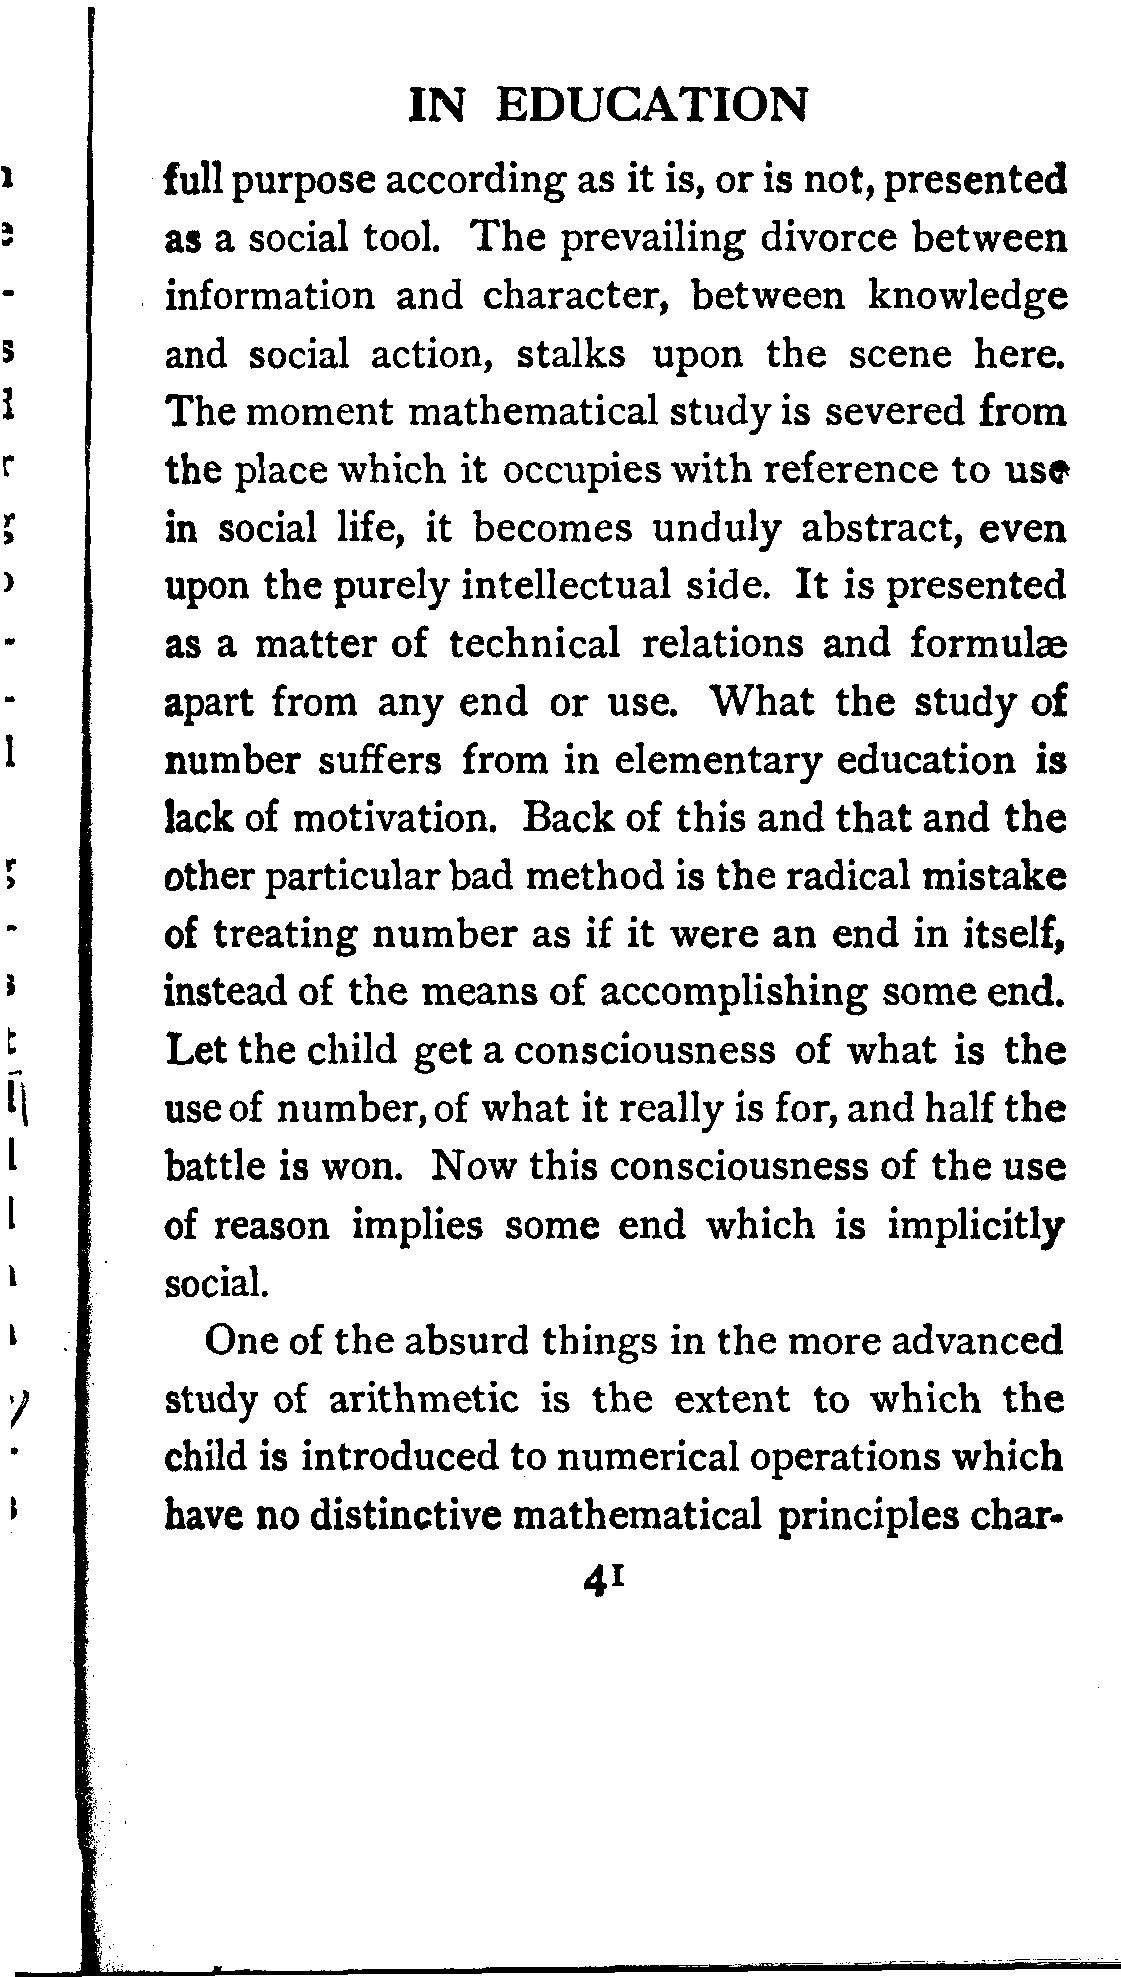 IN EDUCATION
full purpose according as it is, or is not, presented
as a social tool. The prevailing divorce between
information and character, between knowledge
and social action, stalks upon the scene here.
The moment mathematical study is severed from
the place which it occupies with reference to use
in social life, it becomes unduly abstract, even
upon the purely intellectual side. It is presented
as a matter of technical relations and formulæ
apart from any end or use. What the study of
number suffers from in elementary education is
lack of motivation. Back of this and that and the
other particular bad method is the radical mistake
of treating number as if it were an end in itself,
instead of the means of accomplishing some end.
Let the child get a consciousness of what is the
use of number, of what it really is for, and half the
battle is won. Now this consciousness of the use
of reason implies some end which is implicitly
social.
One of the absurd things in the more advanced
study of arithmetic is the extent to which the
child is introduced to numerical operations which
have no distinctive mathematical principles char-
41